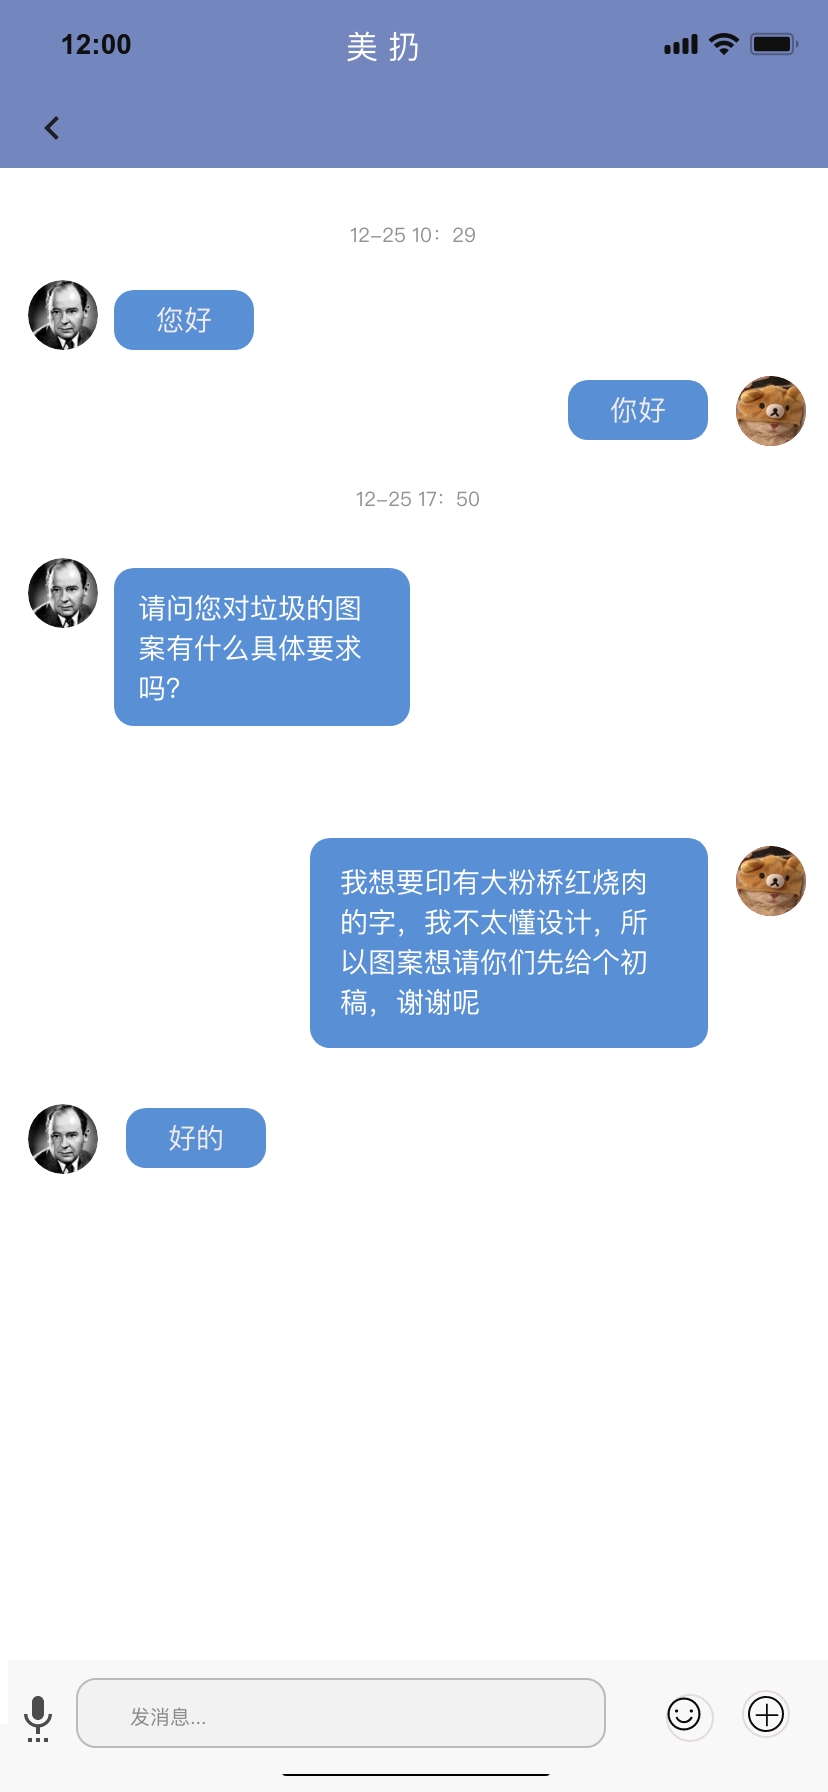 12:00
美 扔
12-25 10：29
您好
你好
12-25 17：50
请问您对垃圾的图
案有什么具体要求
吗？
我想要印有大粉桥红烧肉
的字，我不太懂设计，所
以图案想请你们先给个初
稿，谢谢呢
好的
发消息...